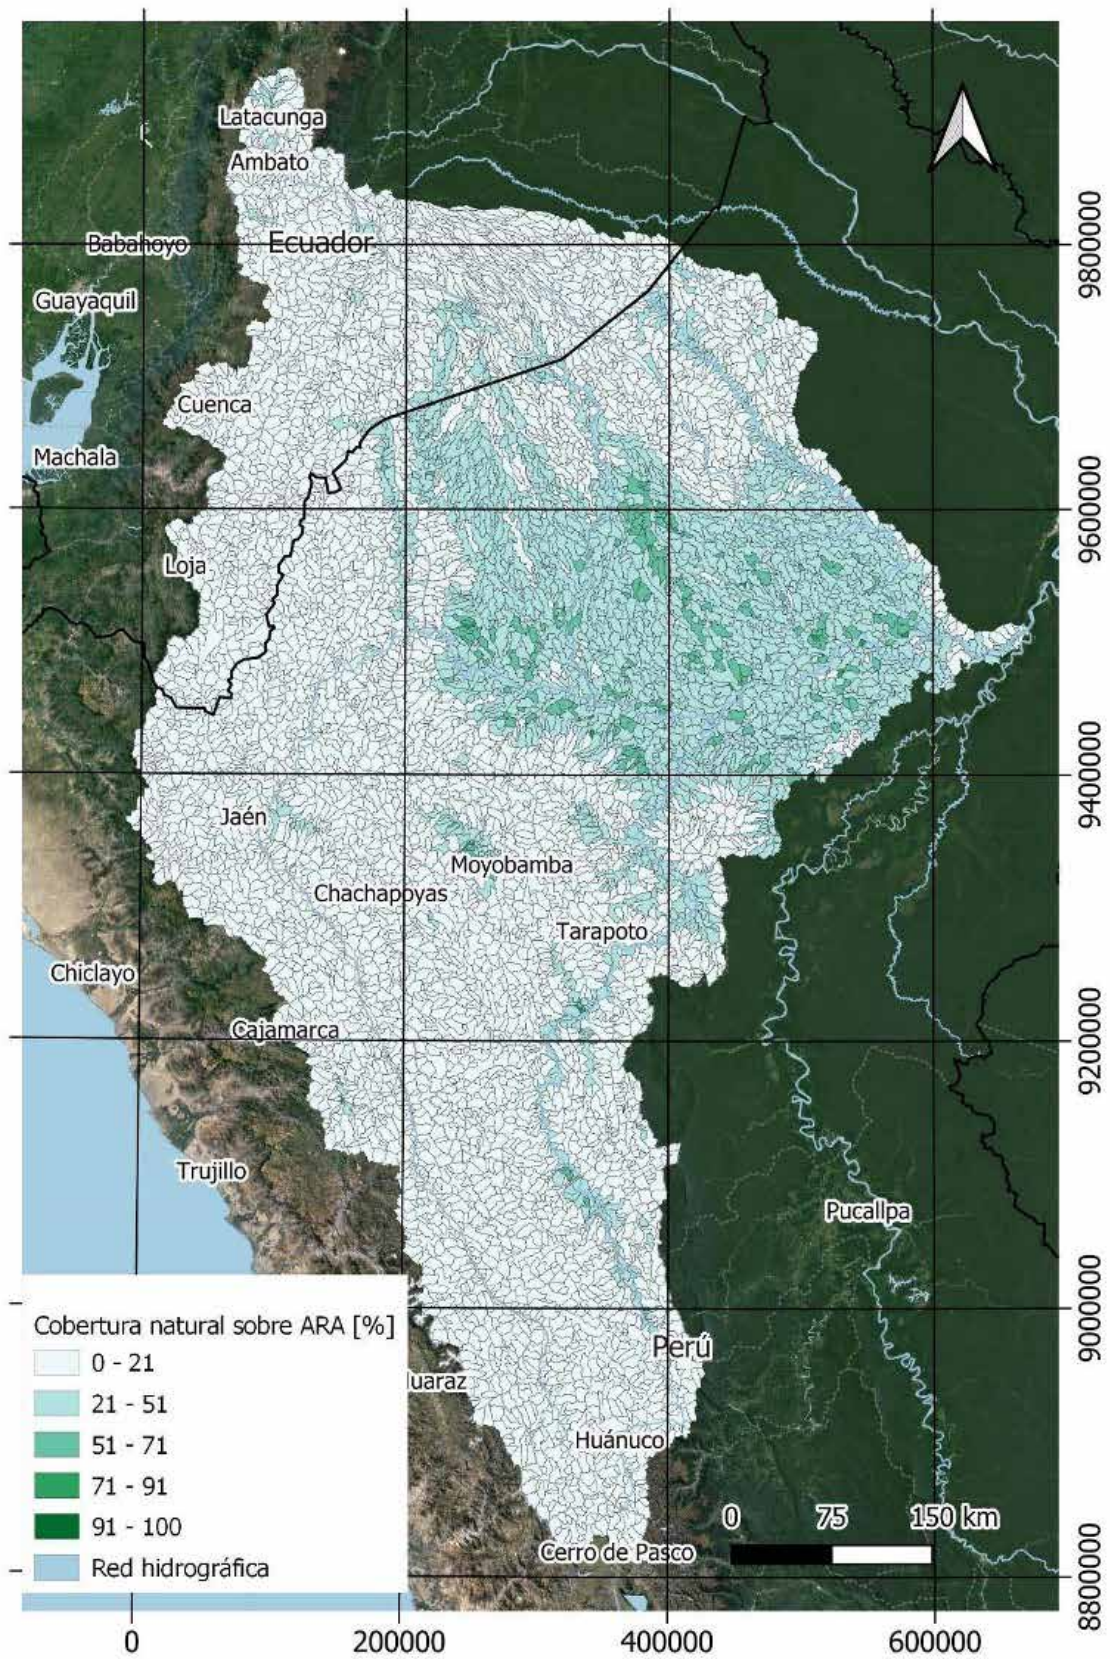 Latacunga
Ambato
Babahoyo
Ecuador
9800000
Guayaquil
Cuenca
Machala
9600000
Loja
9400000
Jaén
Moyobamba
Chachapoyas
Tarapoto
Chiclayo
Cajamarca
9200000
Trujillo
Pucallpa
9000000
Cobertura natural sobre ARA [%]
0 - 21
21 - 51
51 - 71
71 - 91
91 - 100
Red hidrográfica
Perú
uaraz
Huánuco
0 75 150 km
Cerro de Pasco
8800000
0 200000 400000 600000